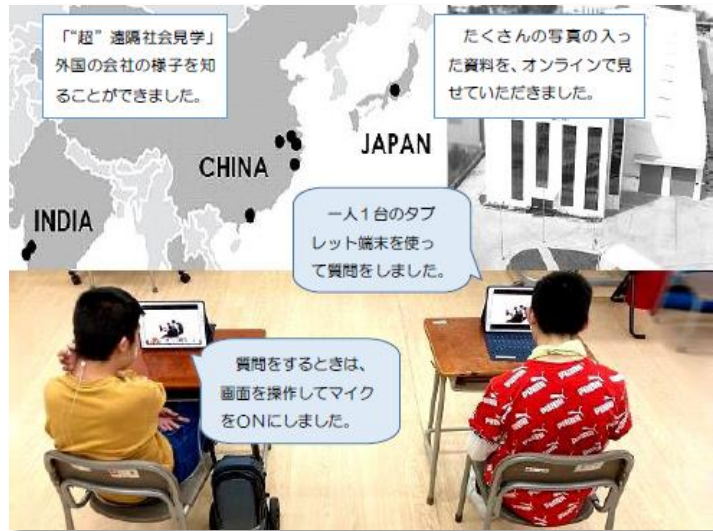 「“超”遠隔社会見学」
外国の会社の様子を知
ることができました。
たくさんの写真の入っ
た資料を、オンラインで見
せていただきました。
JAPAN
CHINA
INDIA
一人1台のタブ
レット端末を使っ
て質問をしました。
質問をするときは、
画面を操作してマイク
をONにしました。
PUMA